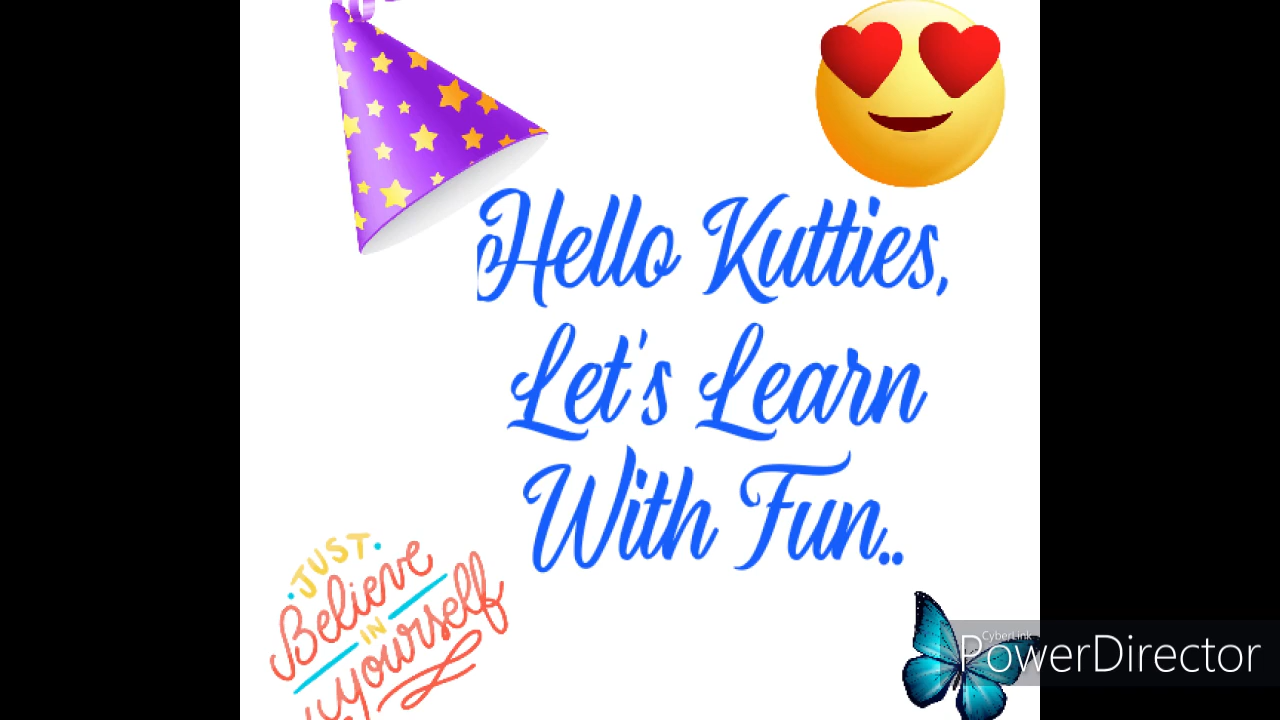 Hello Kutties,
Let's Learn
With Fun..
JUST
Believe
IN
yourself
CyberLink
PowerDirector